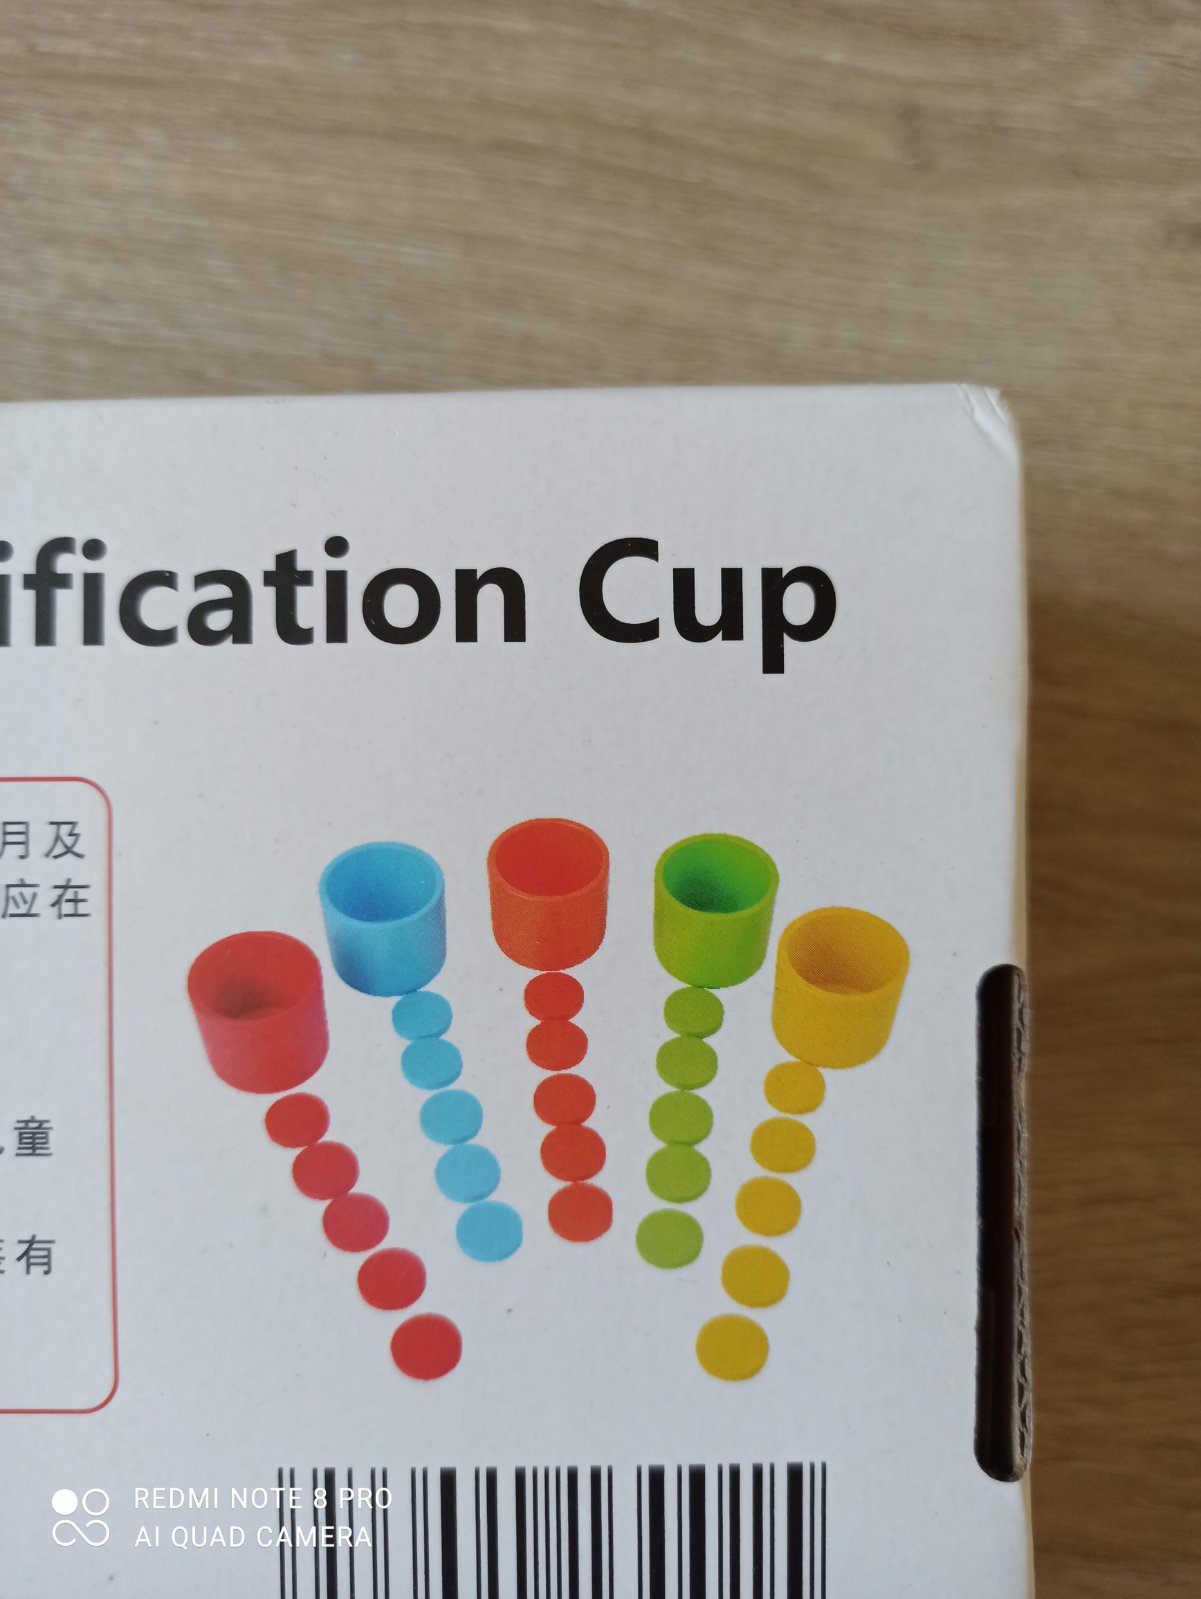 ification Cup
月及
应在
童
有
REDMI NOTE 8 PRO
AI QUAD CAMERA